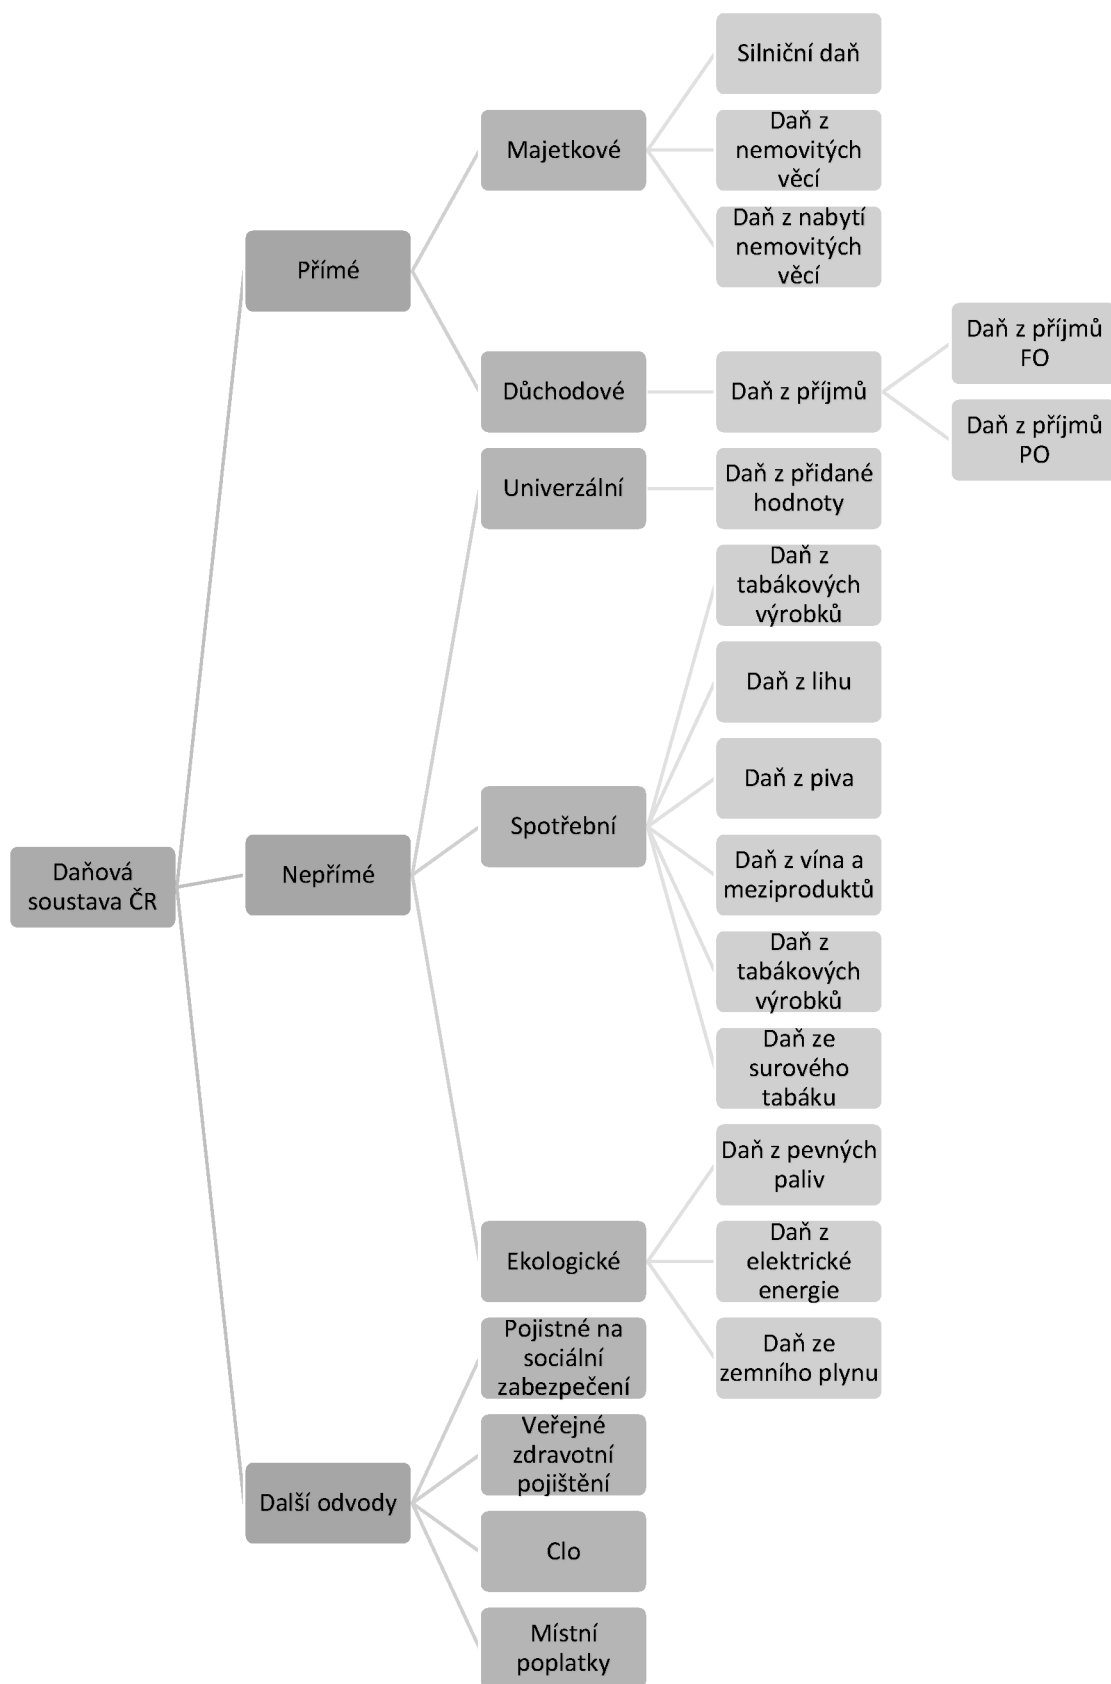 Silniční daň
Majetkové
Daň z
nemovitých
věcí
Daň z nabytí
nemovitých
věcí
Přímé
Daň z příjmů
FO
Důchodové
Daň z příjmů
Daň z příjmů
PO
Univerzální
Daň z přidané
hodnoty
Daň z
tabákových
výrobků
Daň z lihu
Daň z piva
Spotřební
Daňová
soustava ČR
Nepřímé
Daň z vína a
meziproduktů
Daň z
tabákových
výrobků
Daň ze
surového
tabáku
Daň z pevných
paliv
Ekologické
Daň z
elektrické
energie
Daň ze
zemního plynu
Pojistné na
sociální
zabezpečení
Veřejné
zdravotní
pojištění
Další odvody
Clo
Místní
poplatky